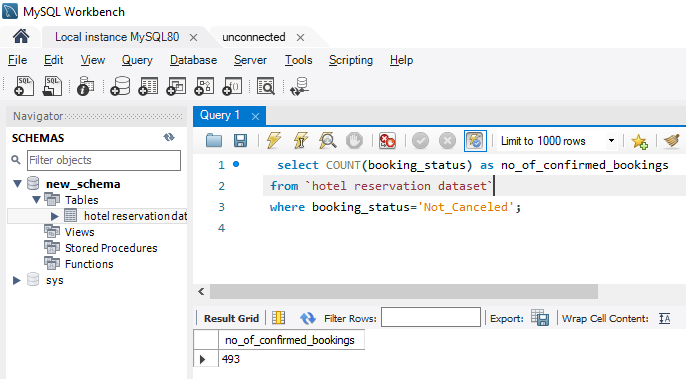 MySQL Workbench
Local instance MySQL80 × unconnected ×
File Edit View Query Database Server Tools Scripting Help
Navigator
SCHEMAS
Filter objects
new_schema
Tables
hotel reservation dat
Views
Stored Procedures
Functions
sys
Query 1 ×
Limit to 1000 rows
1 select COUNT(booking_status) as no_of_confirmed_bookings
2 from `hotel reservation dataset`
3 where booking_status='Not_Canceled';
4
Result Grid Filter Rows: Export: Wrap Cell Content:
no_of_confirmed_bookings
493